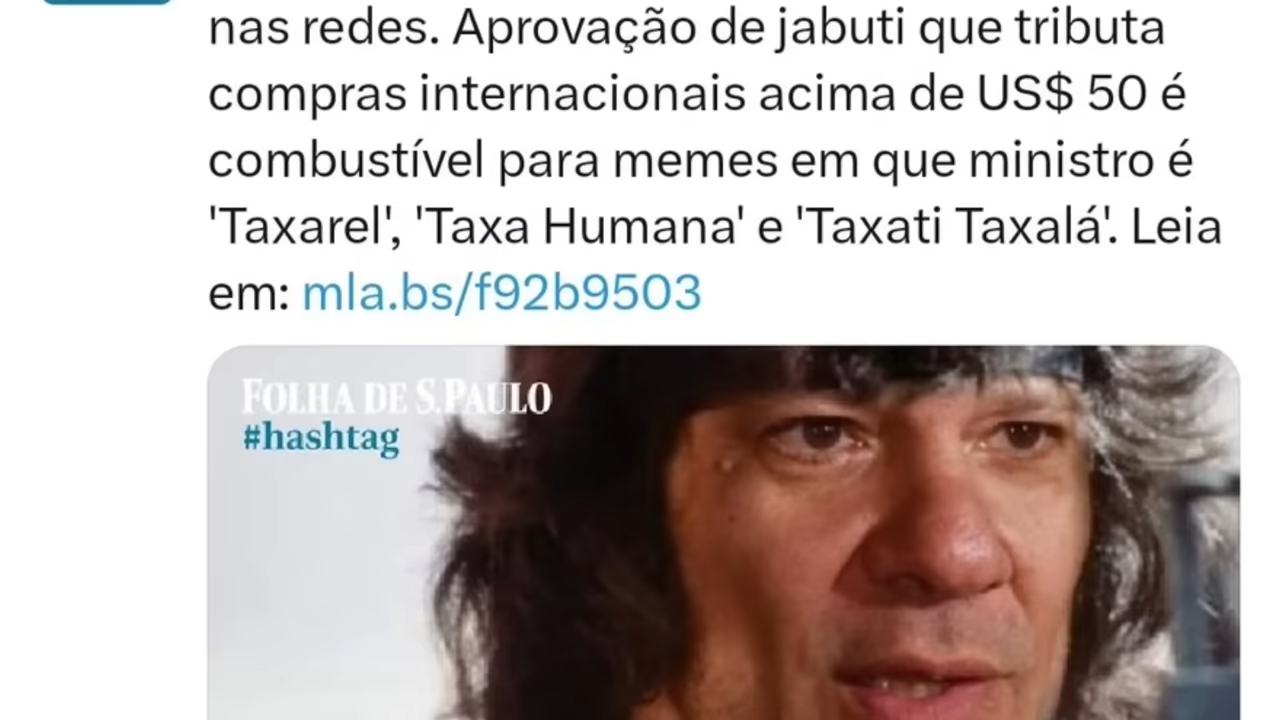 nas redes. Aprovação de jabuti que tributa
compras internacionais acima de US$ 50 é
combustível para memes em que ministro é
'Taxarel', 'Taxa Humana' e 'Taxati Taxalá'. Leia
em: mla.bs/f92b9503
FOLHA DE S.PAULO
#hashtag